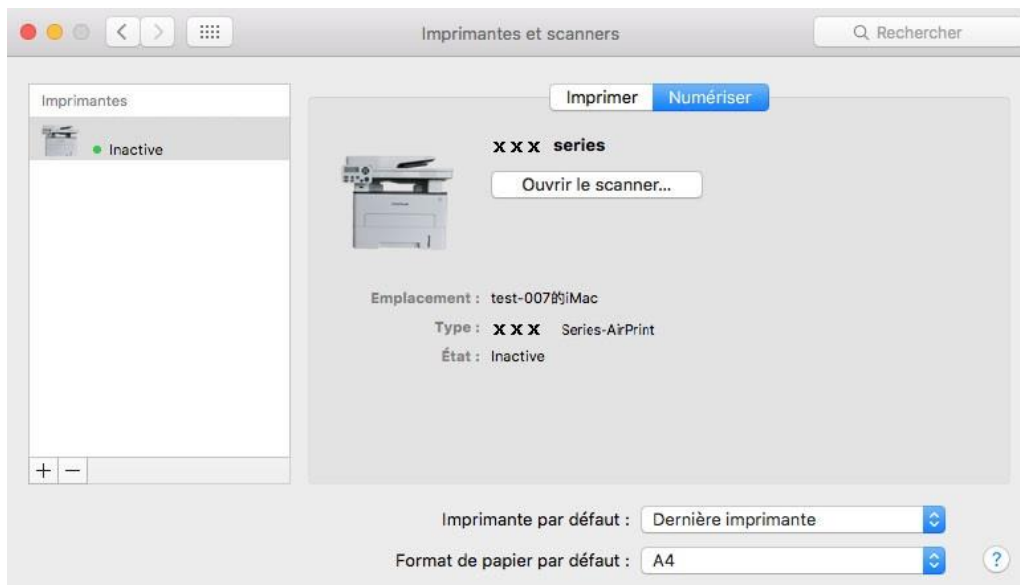 Imprimantes et scanners
Rechercher
Imprimantes
Inactive
Imprimer Numériser
X X X series
Ouvrir le scanner...
Emplacement : test-007的iMac
Type : X X X Series-AirPrint
État : Inactive
+ −
Imprimante par défaut : Dernière imprimante
Format de papier par défaut : A4
?